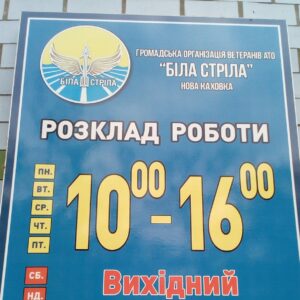 БІЛА СТРІЛА
ГРОМАДСЬКА ОРГАНІЗАЦІЯ ВЕТЕРАНІВ АТО
"БІЛА СТРІЛА"
НОВА КАХОВКА
РОЗКЛАД РОБОТИ
ПН.
ВТ.
СР.
ЧТ.
ПТ.
10⁰⁰ - 16⁰⁰
СБ.
НД.
Вихідний